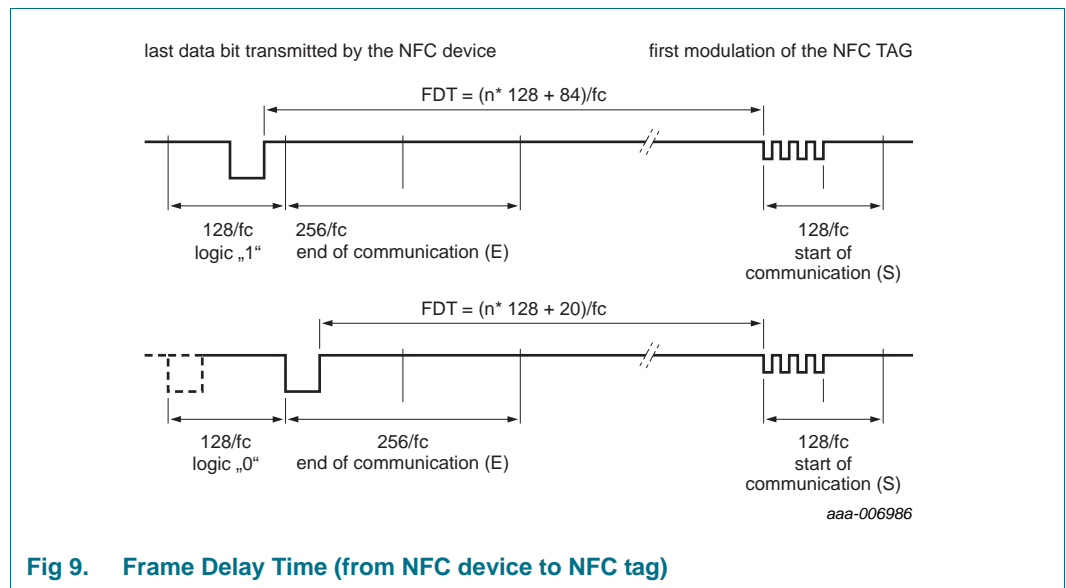 last data bit transmitted by the NFC device
first modulation of the NFC TAG
FDT = (n* 128 + 84)/fc
128/fc
logic „1“
256/fc
end of communication (E)
128/fc
start of
communication (S)
FDT = (n* 128 + 20)/fc
128/fc
logic „0“
256/fc
end of communication (E)
128/fc
start of
communication (S)
aaa-006986
Fig 9. Frame Delay Time (from NFC device to NFC tag)